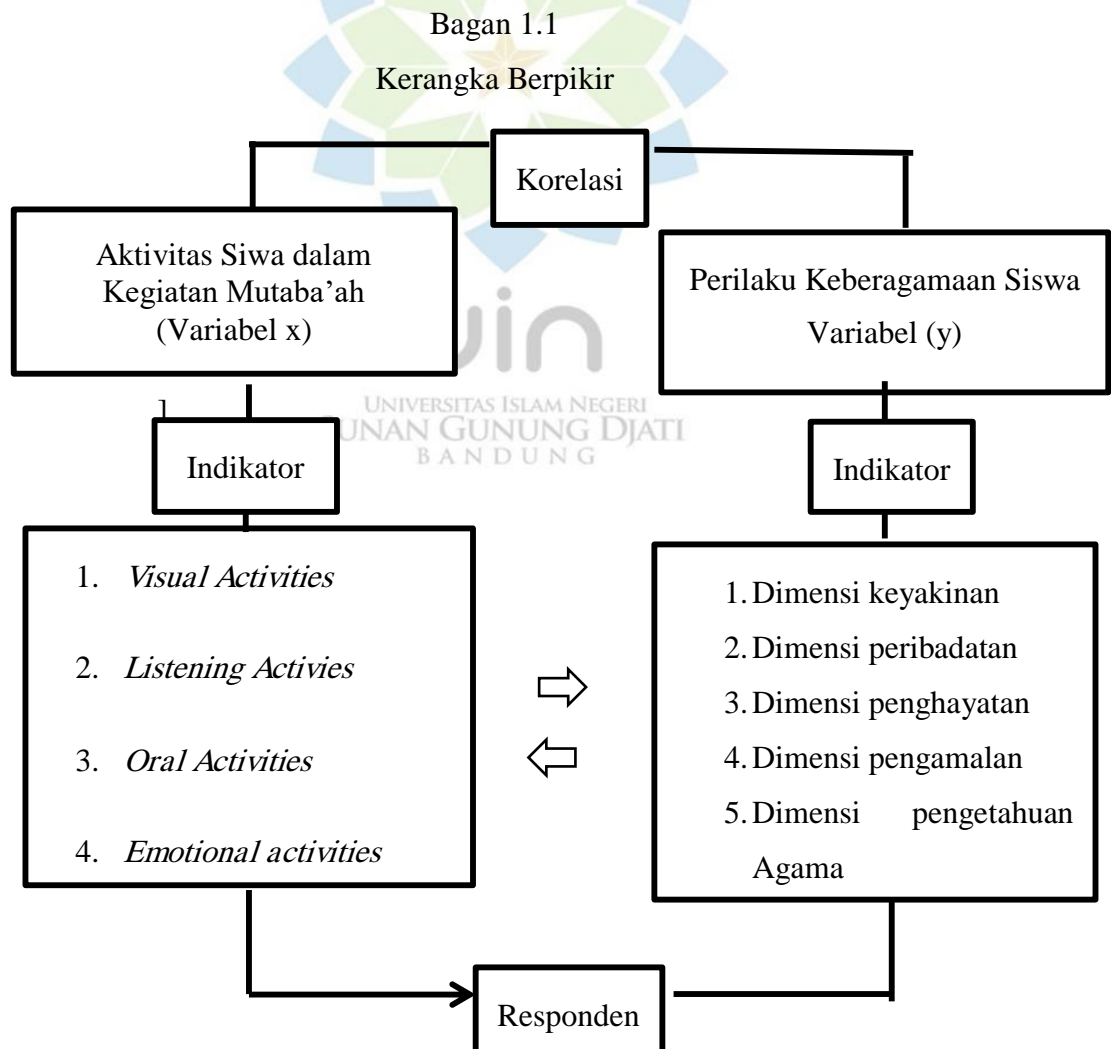 Bagan 1.1
Kerangka Berpikir
Korelasi
Aktivitas Siwa dalam
Kegiatan Mutaba’ah
(Variabel x)
Perilaku Keberagamaan Siswa
Variabel (y)
uin
UNIVERSITAS ISLAM NEGERI
SUNAN GUNUNG DJATI
BANDUNG
Indikator
Indikator
1. Visual Activities
2. Listening Activies
3. Oral Activities
4. Emotional activities
1. Dimensi keyakinan
2. Dimensi peribadatan
3. Dimensi penghayatan
4. Dimensi pengamalan
5. Dimensi pengetahuan
Agama
Responden